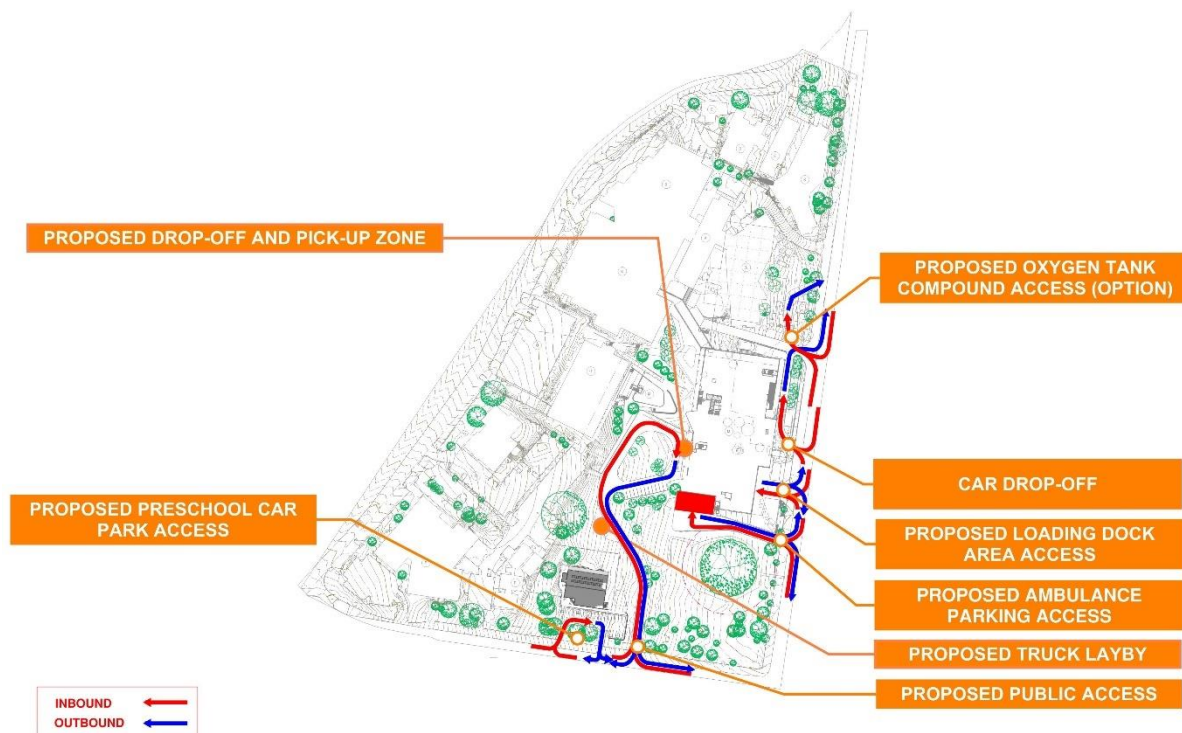 PROPOSED DROP-OFF AND PICK-UP ZONE
PROPOSED OXYGEN TANK
COMPOUND ACCESS (OPTION)
CAR DROP-OFF
PROPOSED PRESCHOOL CAR
PARK ACCESS
PROPOSED LOADING DOCK
AREA ACCESS
PROPOSED AMBULANCE
PARKING ACCESS
PROPOSED TRUCK LAYBY
PROPOSED PUBLIC ACCESS
INBOUND
OUTBOUND